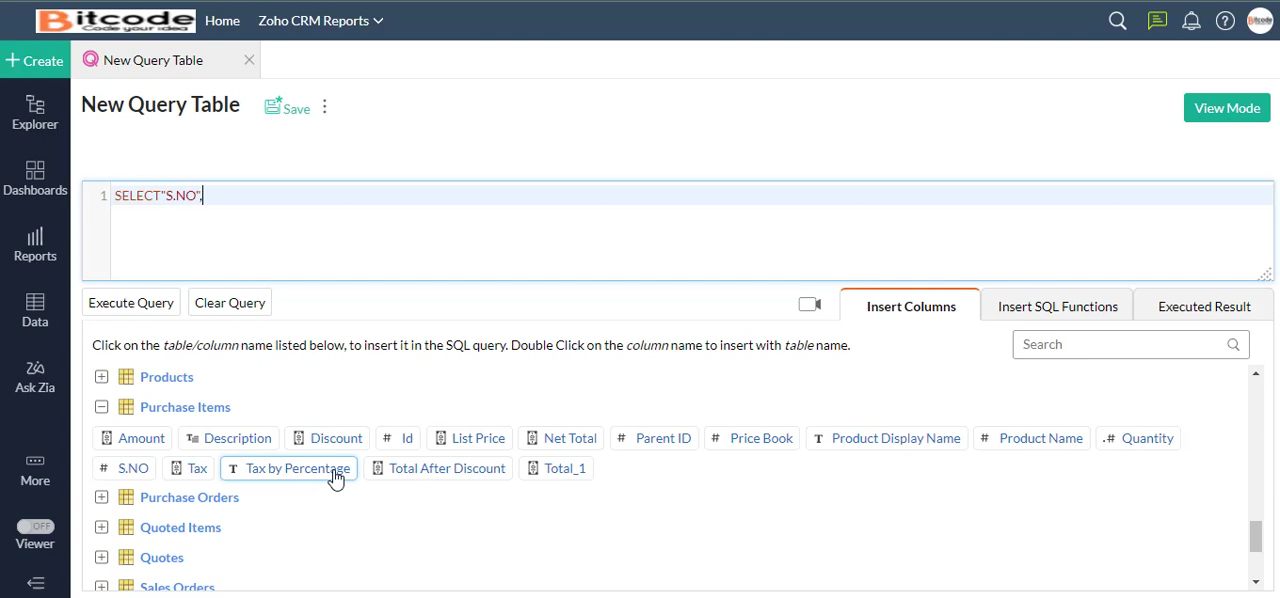 Bitcode
Code your idea
Home
Zoho CRM Reports
Bitcode
+ Create
New Query Table
New Query Table
Save
View Mode
Explorer
Dashboards
Reports
Data
Ask Zia
More
OFF
Viewer
1 SELECT"S.NO",
Execute Query
Clear Query
Insert Columns
Insert SQL Functions
Executed Result
Click on the table/column name listed below, to insert it in the SQL query. Double Click on the column name to insert with table name.
Search
Products
Purchase Items
Amount T Description Discount # Id List Price Net Total # Parent ID # Price Book T Product Display Name # Product Name .# Quantity
# S.NO Tax T Tax by Percentage Total After Discount Total_1
Purchase Orders
Quoted Items
Quotes
Sales Orders